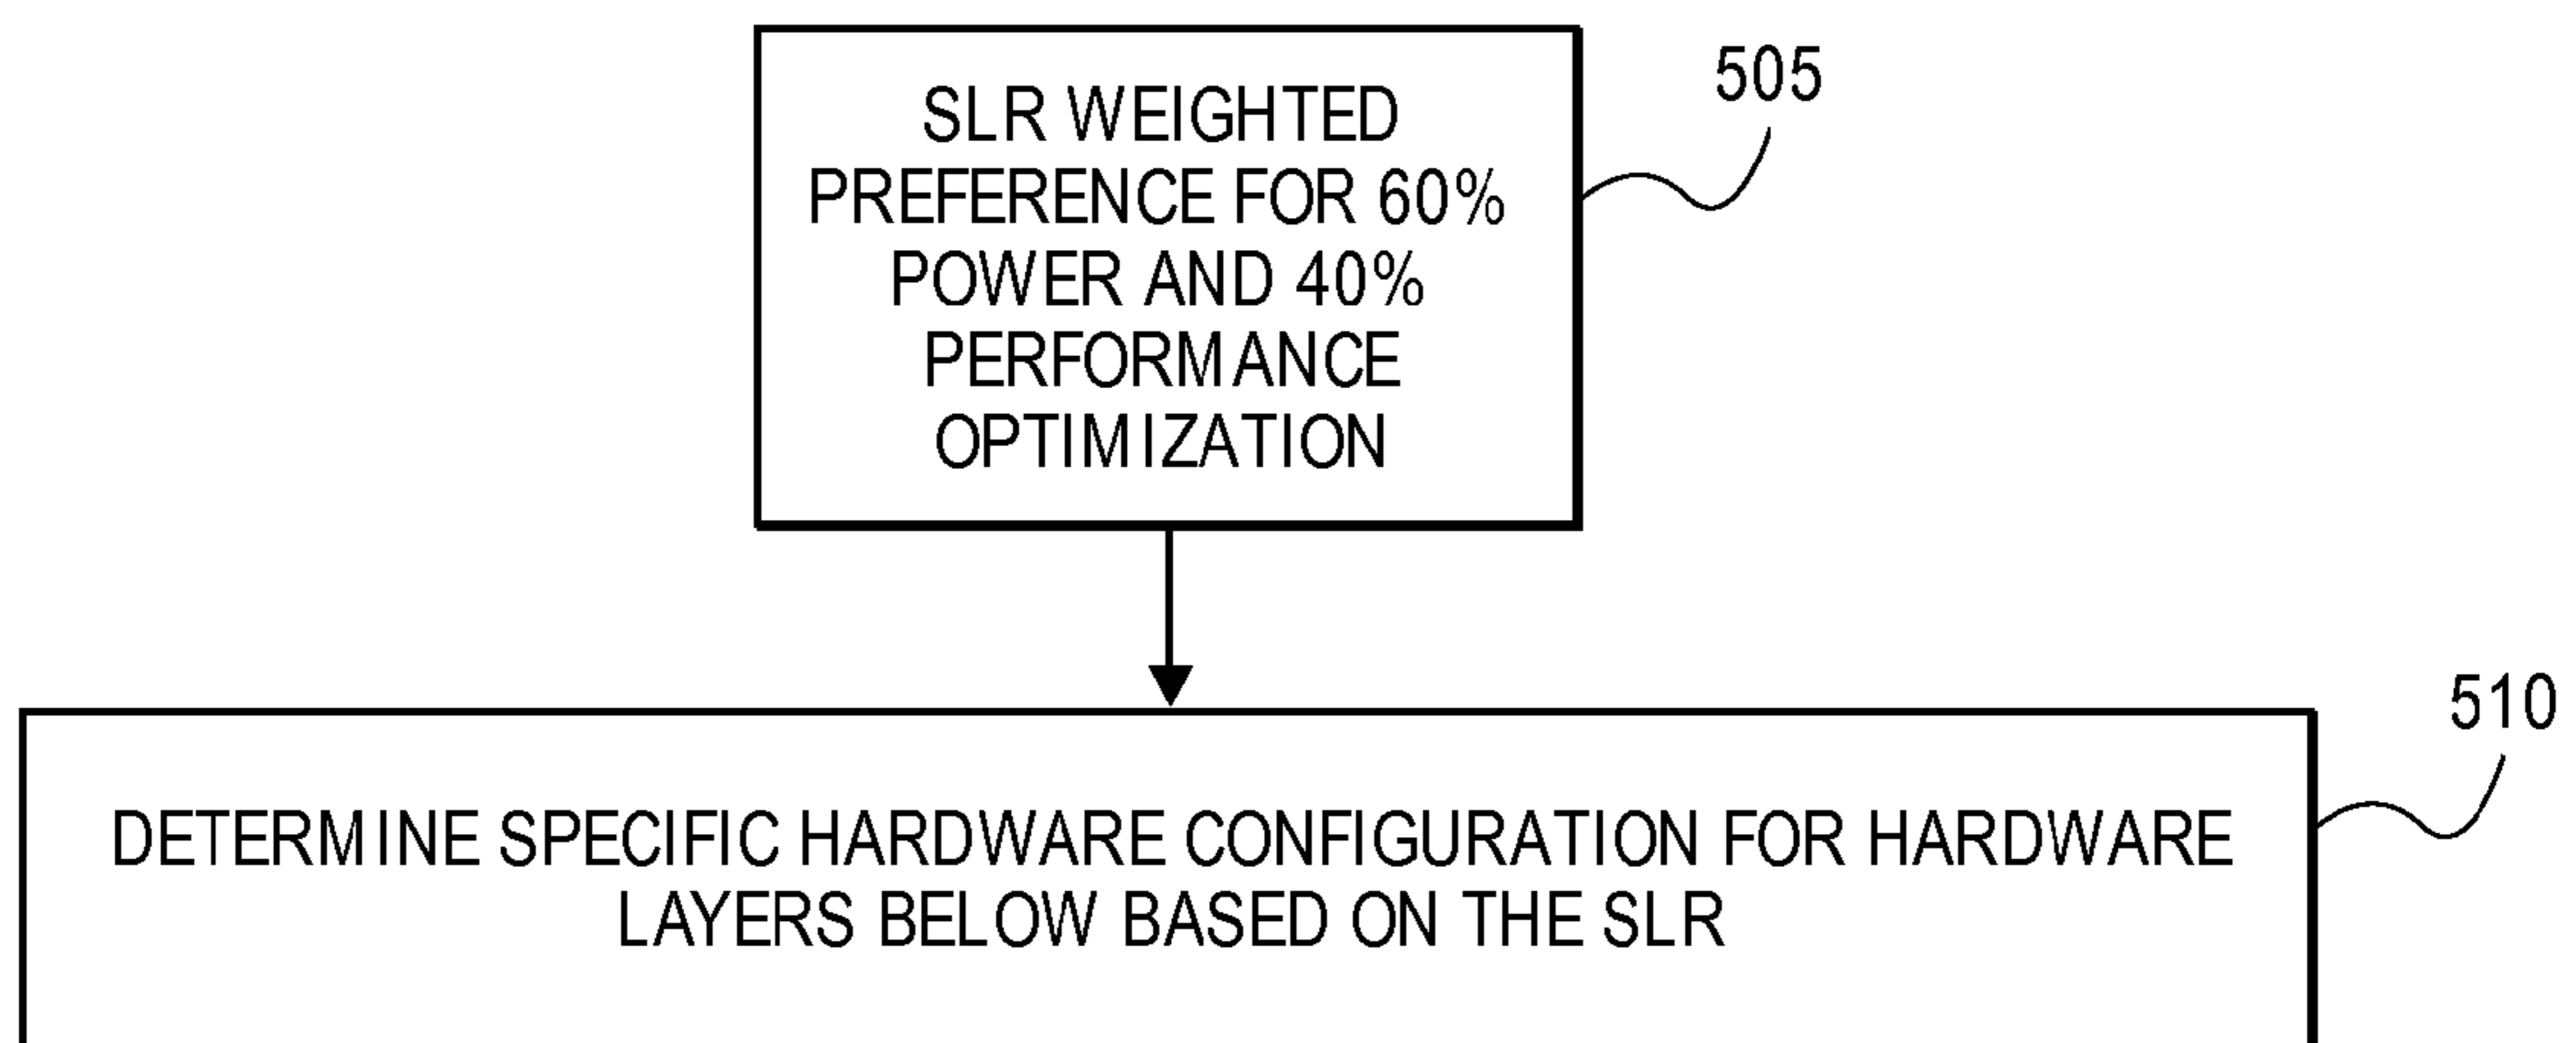 SLR WEIGHTED
PREFERENCE FOR 60%
POWER AND 40%
PERFORMANCE
OPTIMIZATION
505
510
DETERMINE SPECIFIC HARDWARE CONFIGURATION FOR HARDWARE
LAYERS BELOW BASED ON THE SLR